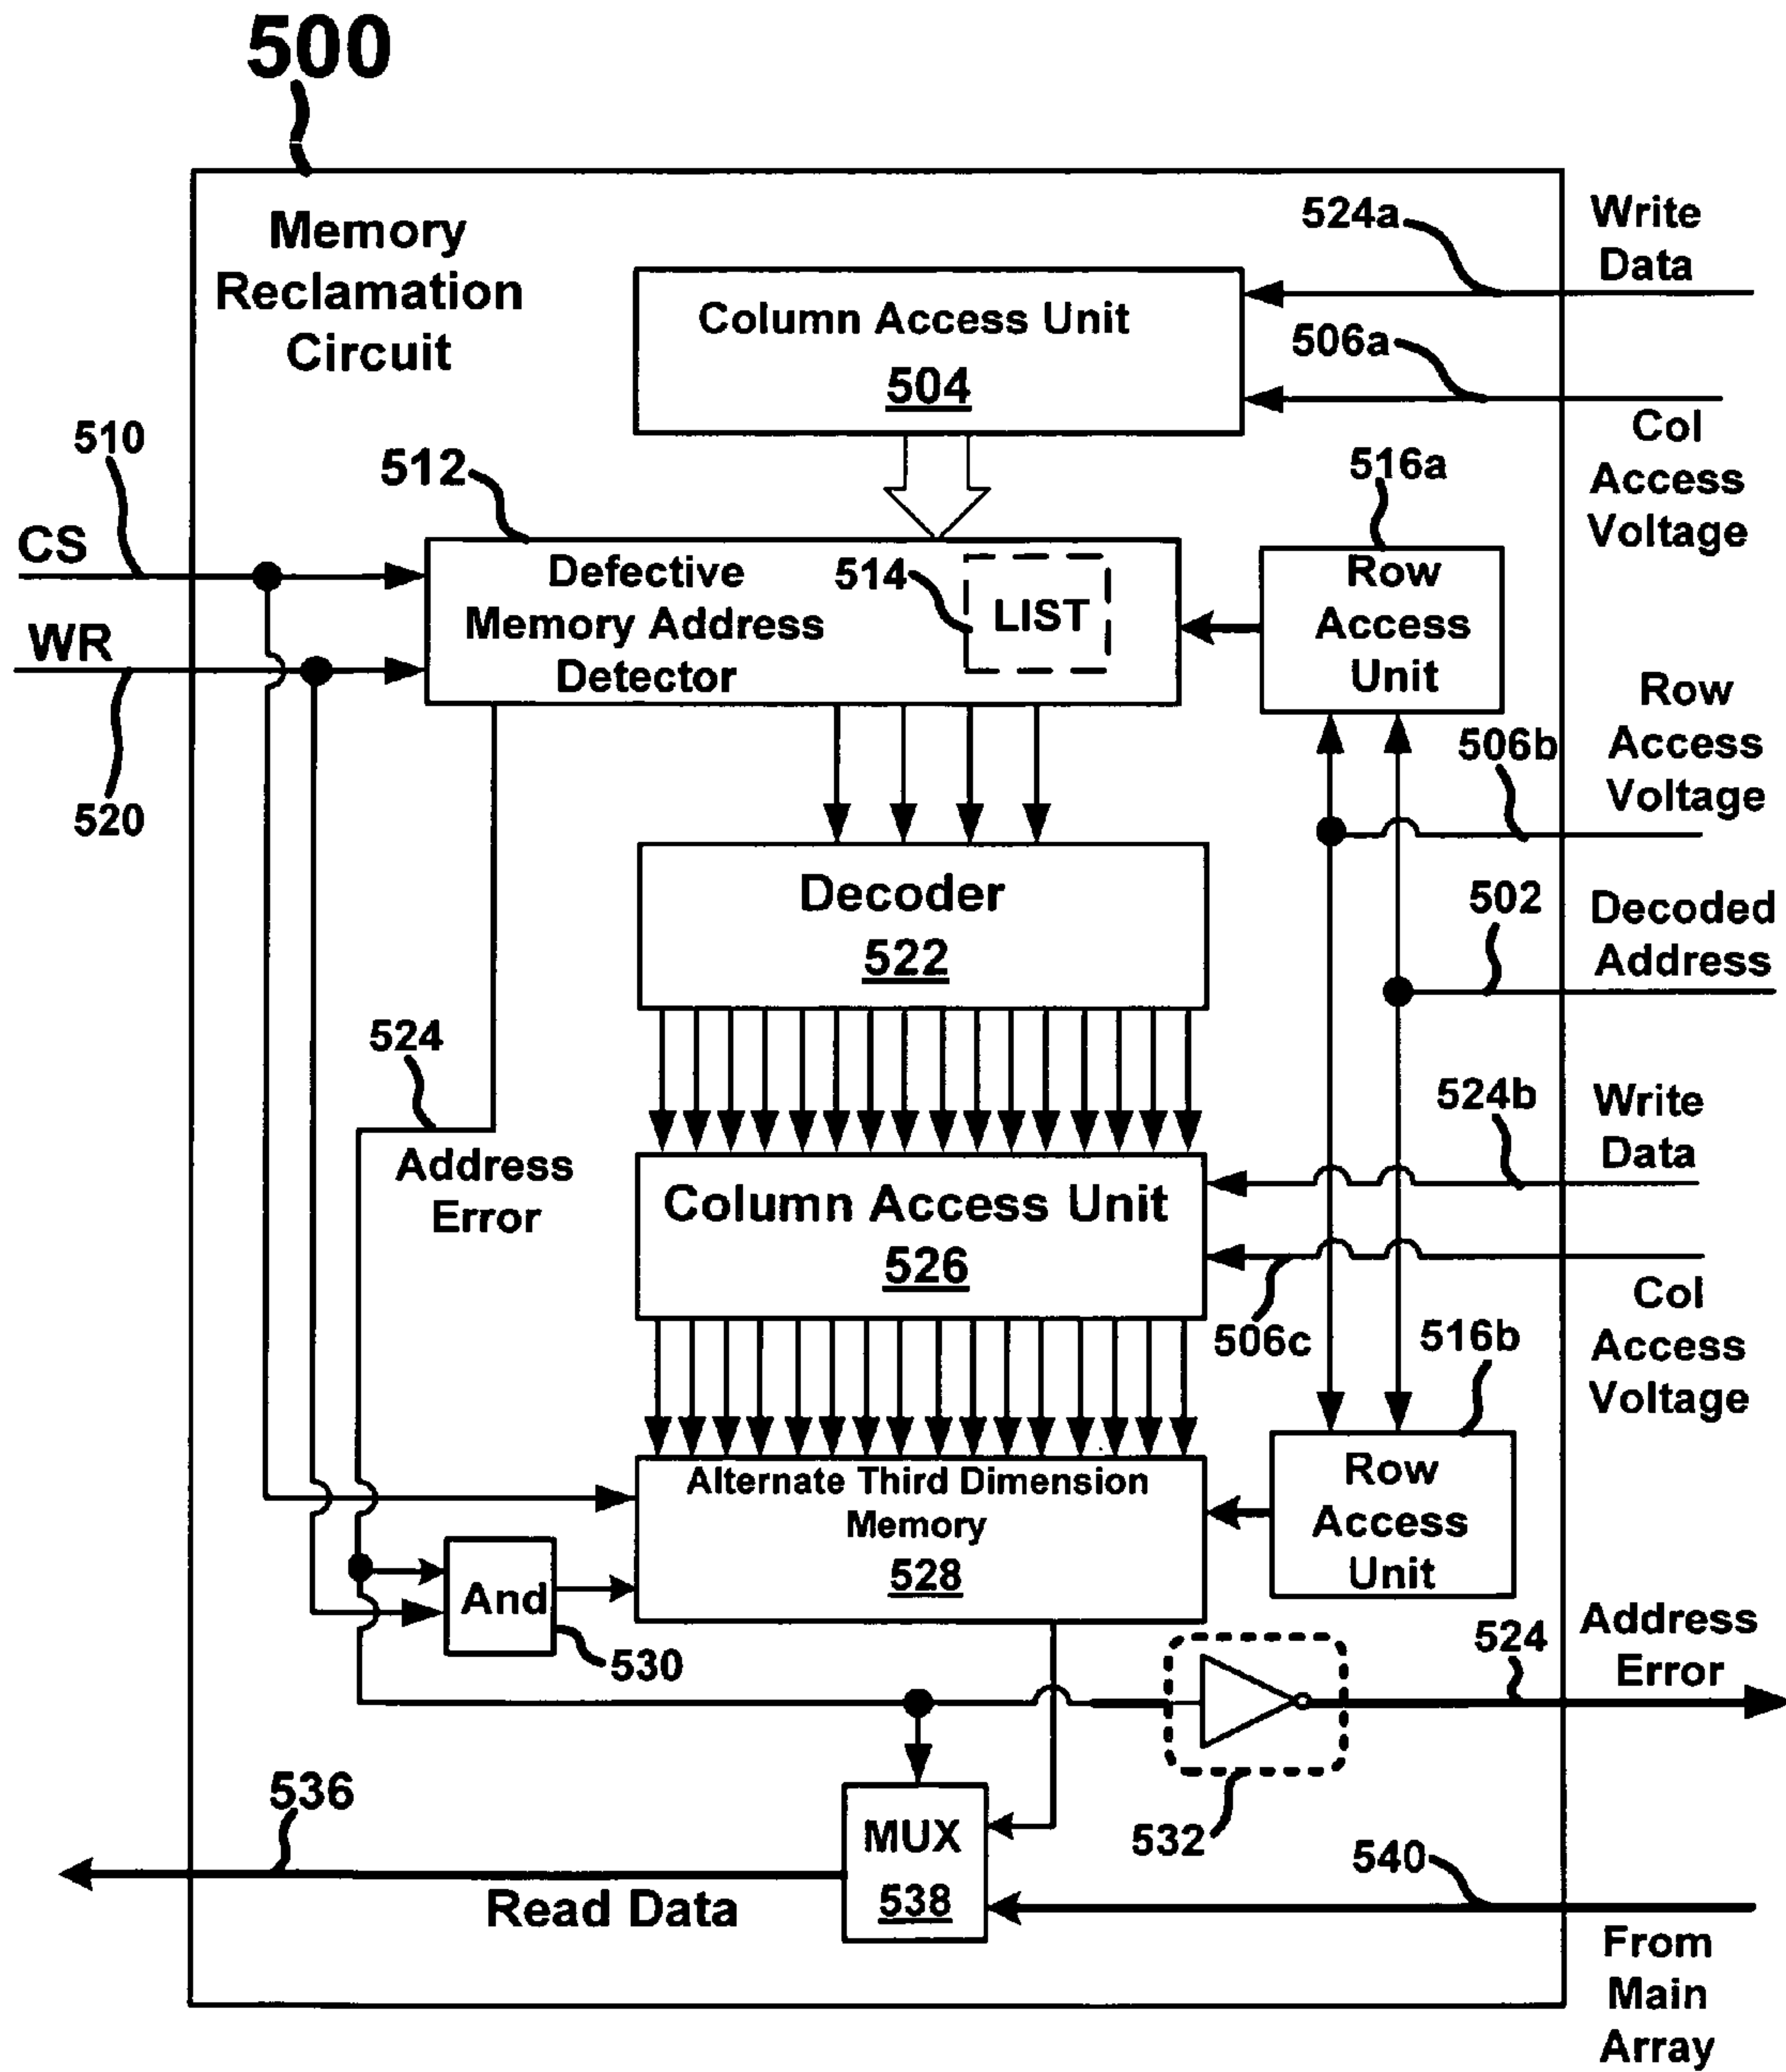 500
Memory
Reclamation
Circuit
524a
Write
Data
Column Access Unit
504
506a
Col
Access
Voltage
510
CS
512
Defective
Memory Address
Detector
514
LIST
516a
Row
Access
Unit
WR
520
Row
Access
Voltage
506b
Decoder
522
502
Decoded
Address
524
Address
Error
524b
Write
Data
Column Access Unit
526
506c
Col
Access
Voltage
516b
Alternate Third Dimension
Memory
528
Row
Access
Unit
And
530
524
Address
Error
532
536
Read Data
MUX
538
540
From
Main
Array